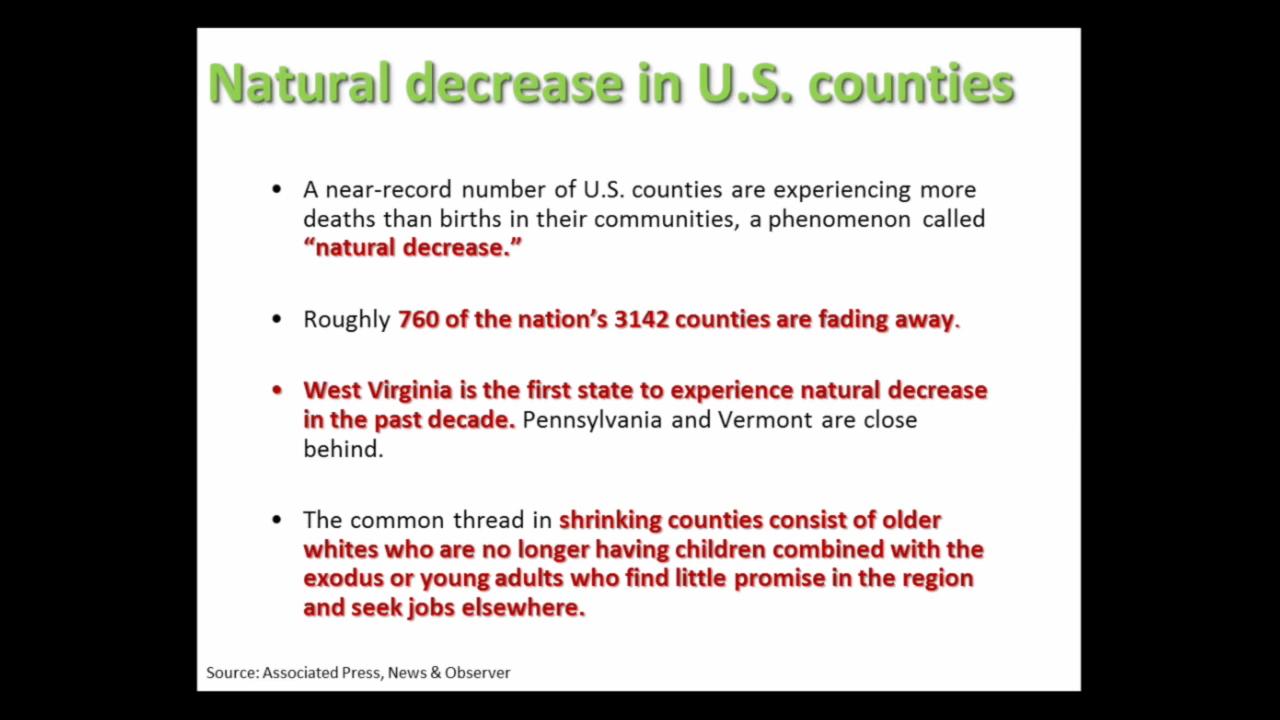 Natural decrease in U.S. counties
• A near-record number of U.S. counties are experiencing more
deaths than births in their communities, a phenomenon called
“natural decrease.”
• Roughly 760 of the nation’s 3142 counties are fading away.
• West Virginia is the first state to experience natural decrease
in the past decade. Pennsylvania and Vermont are close
behind.
• The common thread in shrinking counties consist of older
whites who are no longer having children combined with the
exodus or young adults who find little promise in the region
and seek jobs elsewhere.
Source: Associated Press, News & Observer